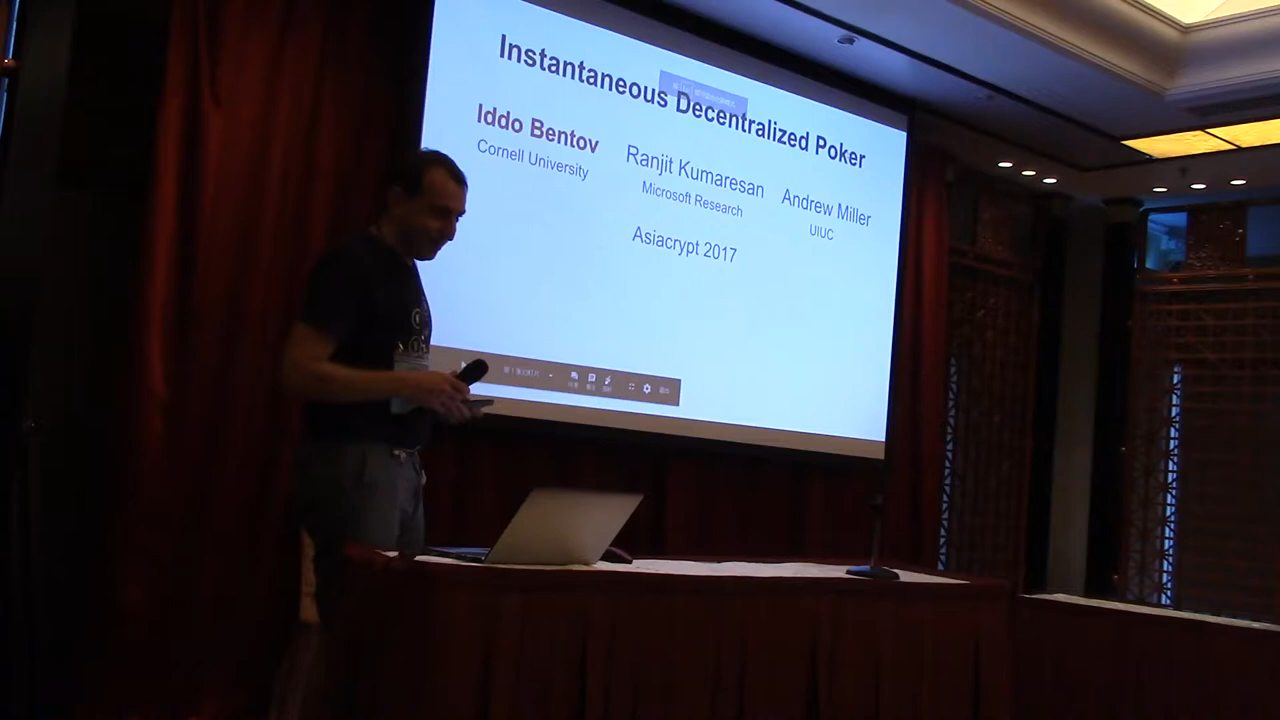 Instantaneous Decentralized Poker
Iddo Bentov
Cornell University
Ranjit Kumaresan
Microsoft Research
Andrew Miller
UIUC
Asiacrypt 2017